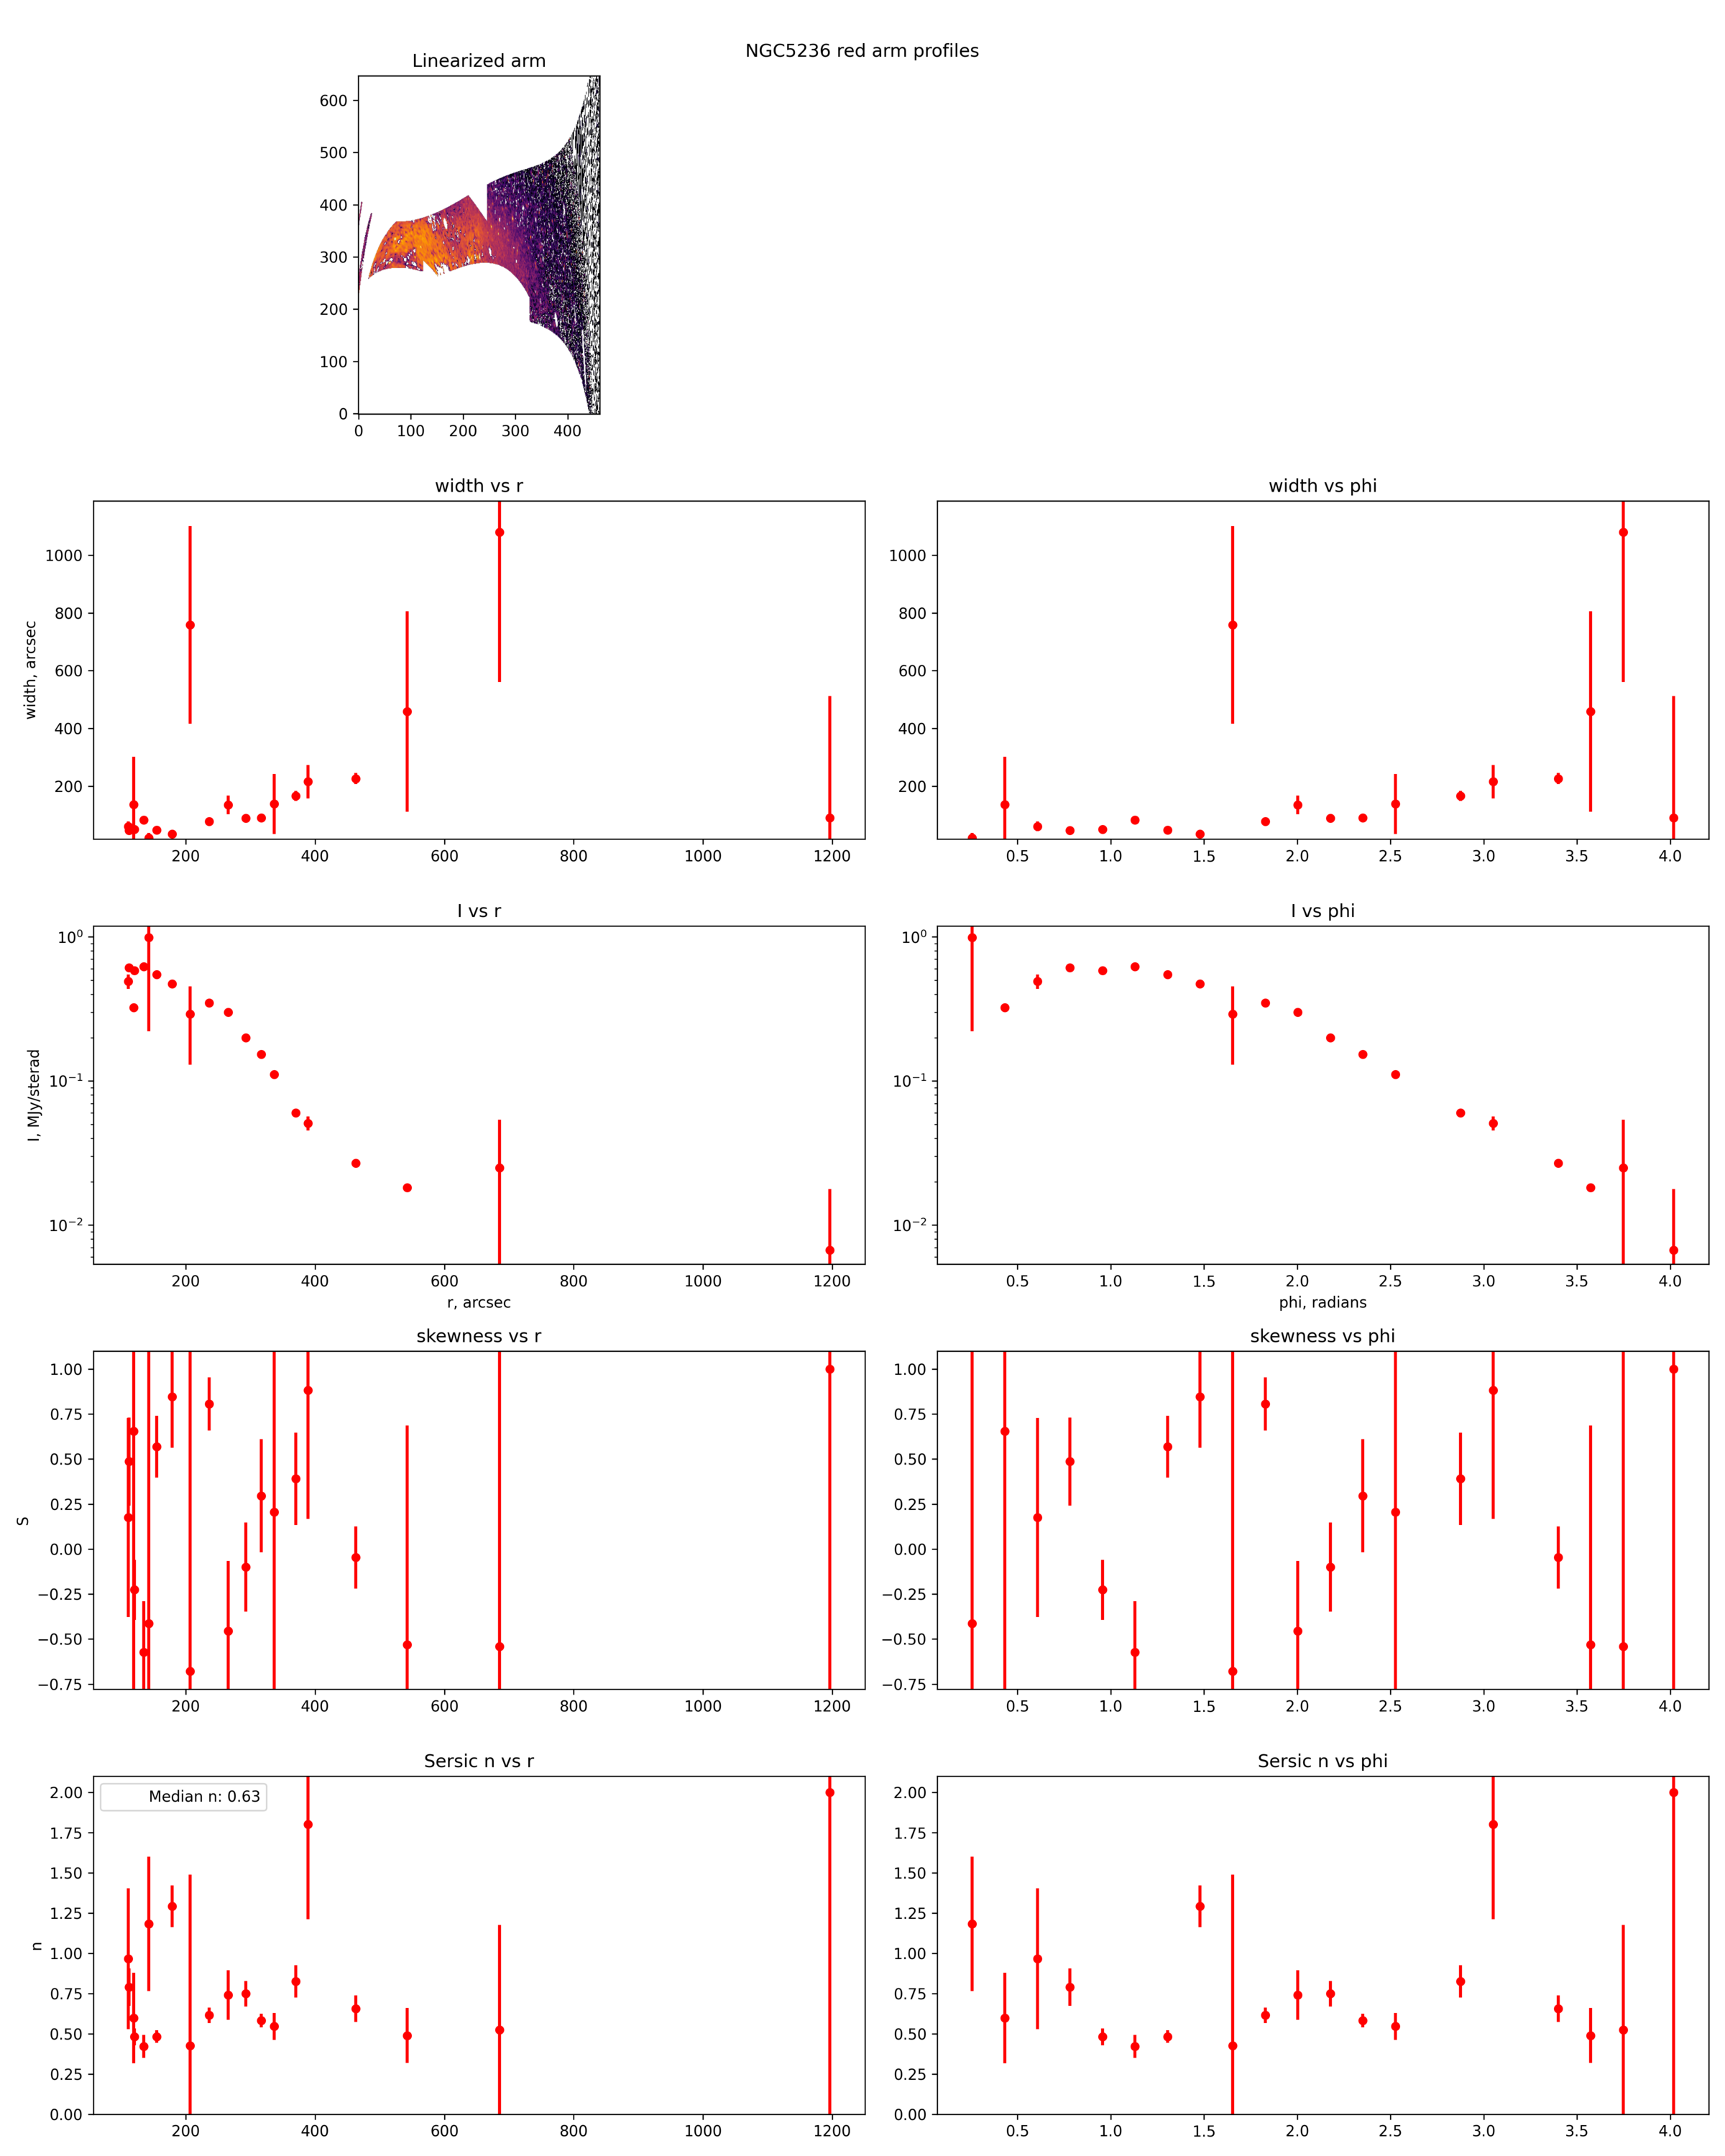 NGC5236 red arm profiles
Linearized arm
600
500
400
300
200
100
0
0 100 200 300 400
width vs r
width vs phi
width, arcsec
1000
800
600
400
200
200 400 600 800 1000 1200
1000
800
600
400
200
0.5 1.0 1.5 2.0 2.5 3.0 3.5 4.0
I vs r
I vs phi
I, MJy/sterad
10⁰
10⁻¹
10⁻²
200 400 600 800 1000 1200
r, arcsec
10⁰
10⁻¹
10⁻²
0.5 1.0 1.5 2.0 2.5 3.0 3.5 4.0
phi, radians
skewness vs r
skewness vs phi
S
1.00
0.75
0.50
0.25
0.00
−0.25
−0.50
−0.75
200 400 600 800 1000 1200
1.00
0.75
0.50
0.25
0.00
−0.25
−0.50
−0.75
0.5 1.0 1.5 2.0 2.5 3.0 3.5 4.0
Sersic n vs r
Sersic n vs phi
Median n: 0.63
n
2.00
1.75
1.50
1.25
1.00
0.75
0.50
0.25
0.00
200 400 600 800 1000 1200
2.00
1.75
1.50
1.25
1.00
0.75
0.50
0.25
0.00
0.5 1.0 1.5 2.0 2.5 3.0 3.5 4.0